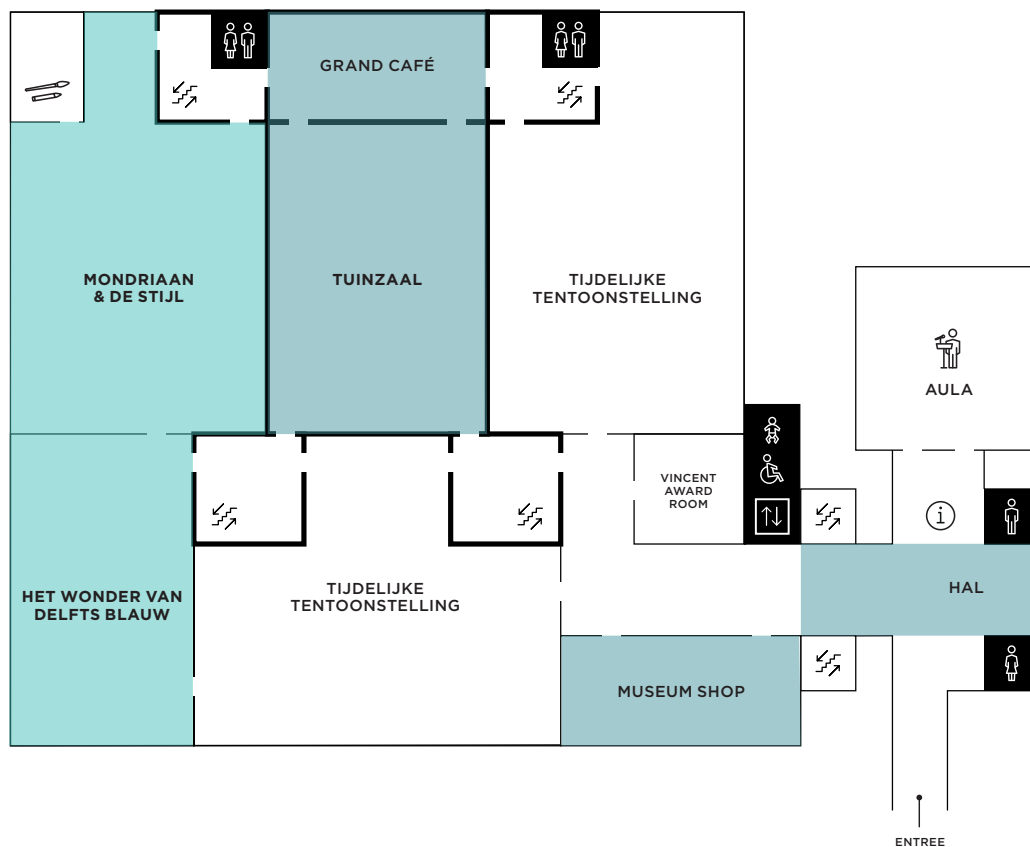 GRAND CAFÉ
MONDRIAAN
& DE STIJL
TUINZAAL
TIJDELIJKE
TENTOONSTELLING
AULA
VINCENT
AWARD
ROOM
i
HET WONDER VAN
DELFTS BLAUW
TIJDELIJKE
TENTOONSTELLING
HAL
MUSEUM SHOP
ENTREE